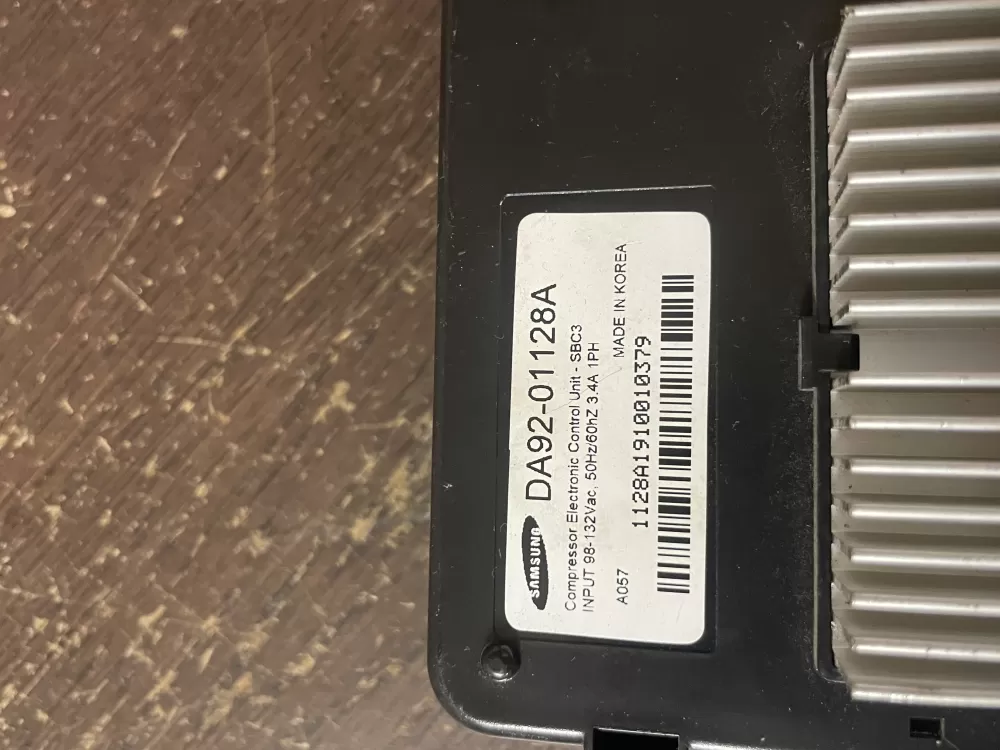 SAMSUNG DA92-01128A
Compressor Electronic Control Unit - SBC3
INPUT 98-132Vac, 50Hz/60hZ 3.4A 1PH
A057 MADE IN KOREA
1128A1910010379